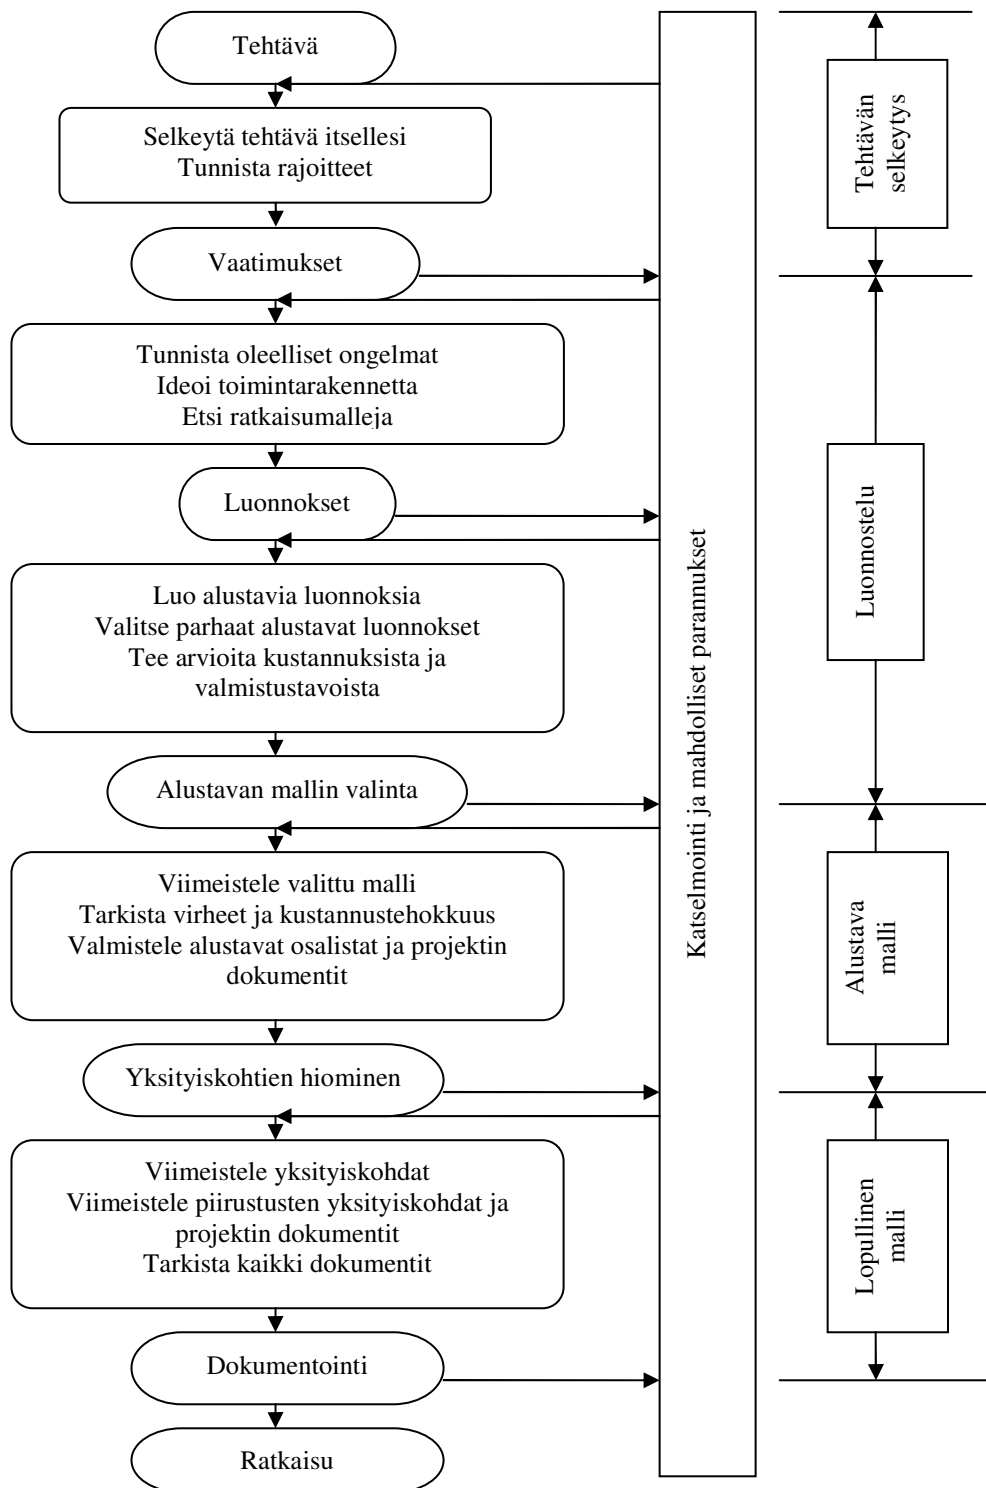 Tehtävä
Selkeytä tehtävä itsellesi
Tunnista rajoitteet
Vaatimukset
Tunnista oleelliset ongelmat
Ideoi toimintarakennetta
Etsi ratkaisumalleja
Luonnokset
Luo alustavia luonnoksia
Valitse parhaat alustavat luonnokset
Tee arvioita kustannuksista ja
valmistustavoista
Alustavan mallin valinta
Viimeistele valittu malli
Tarkista virheet ja kustannustehokkuus
Valmistele alustavat osalistat ja projektin
dokumentit
Yksityiskohtien hiominen
Viimeistele yksityiskohdat
Viimeistele piirustusten yksityiskohdat ja
projektin dokumentit
Tarkista kaikki dokumentit
Dokumentointi
Ratkaisu
Katselmointi ja mahdolliset parannukset
Tehtävän
selkeytys
Luonnostelu
Alustava
malli
Lopullinen
malli